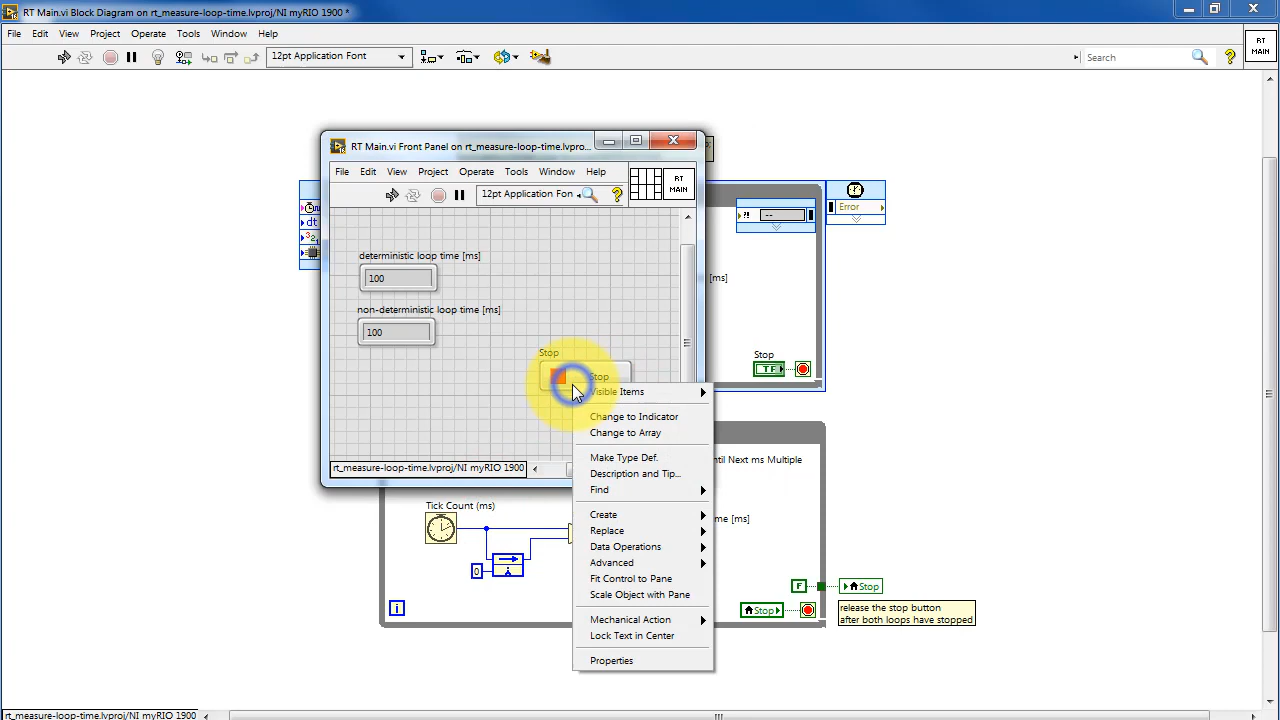 RT Main.vi Block Diagram on rt_measure-loop-time.lvproj/NI myRIO 1900 *
File Edit View Project Operate Tools Window Help
12pt Application Font
Search
RT
MAIN
RT Main.vi Front Panel on rt_measure-loop-time.lvpro...
File Edit View Project Operate Tools Window Help
12pt Application Fon
RT
MAIN
dt
Error
?!
--
deterministic loop time [ms]
100
non-deterministic loop time [ms]
100
[ms]
Stop
Stop
Stop
TF
Visible Items
Change to Indicator
Change to Array
Make Type Def.
Description and Tip...
Find
Create
Replace
Data Operations
Advanced
Fit Control to Pane
Scale Object with Pane
Mechanical Action
Lock Text in Center
Properties
rt_measure-loop-time.lvproj/NI myRIO 1900
ntil Next ms Multiple
Tick Count (ms)
me [ms]
0
i
F
Stop
Stop
release the stop button
after both loops have stopped
rt_measure-loop-time.lvproj/NI myRIO 1900